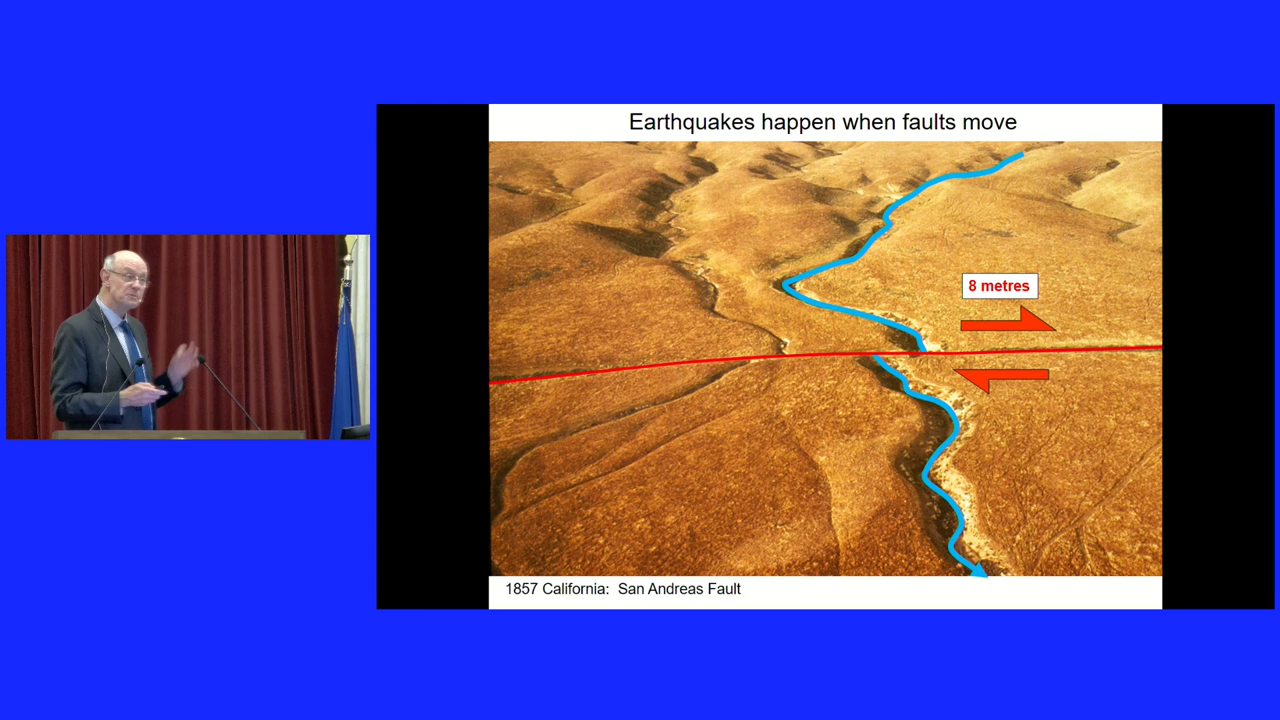 Earthquakes happen when faults move
8 metres
1857 California: San Andreas Fault